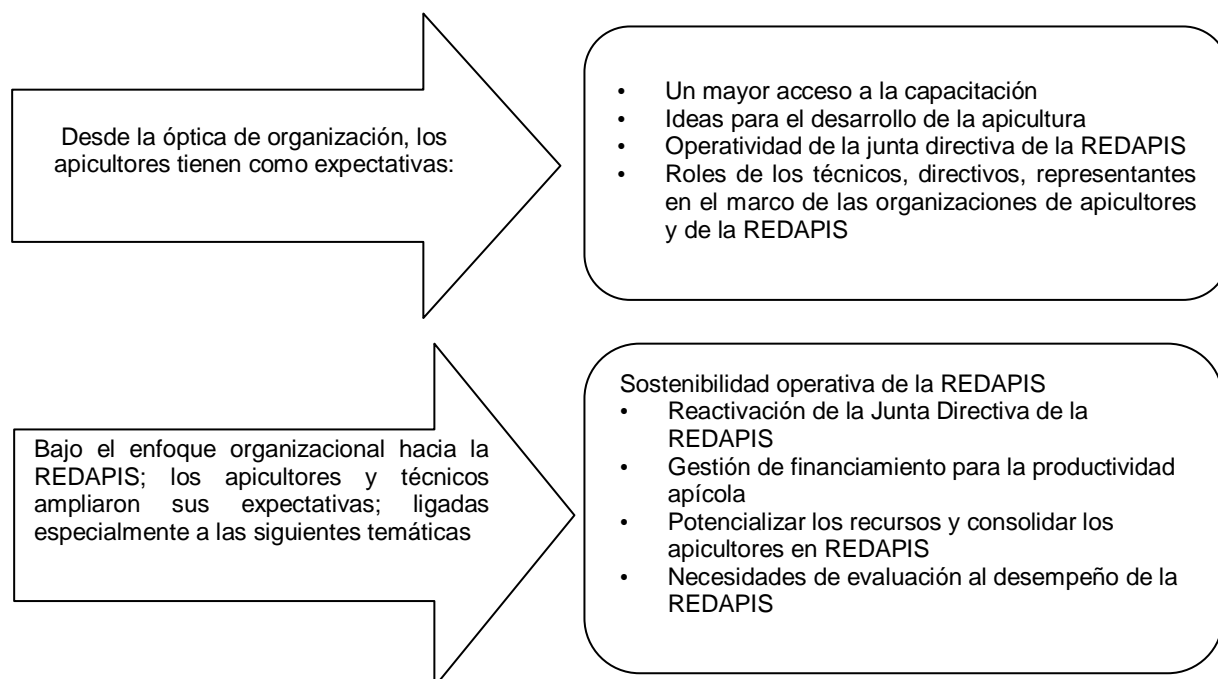 Desde la óptica de organización, los
apicultores tienen como expectativas:
• Un mayor acceso a la capacitación
• Ideas para el desarrollo de la apicultura
• Operatividad de la junta directiva de la REDAPIS
• Roles de los técnicos, directivos, representantes
en el marco de las organizaciones de apicultores
y de la REDAPIS
Bajo el enfoque organizacional hacia la
REDAPIS; los apicultores y técnicos
ampliaron sus expectativas; ligadas
especialmente a las siguientes temáticas
Sostenibilidad operativa de la REDAPIS
• Reactivación de la Junta Directiva de la
REDAPIS
• Gestión de financiamiento para la productividad
apícola
• Potencializar los recursos y consolidar los
apicultores en REDAPIS
• Necesidades de evaluación al desempeño de la
REDAPIS